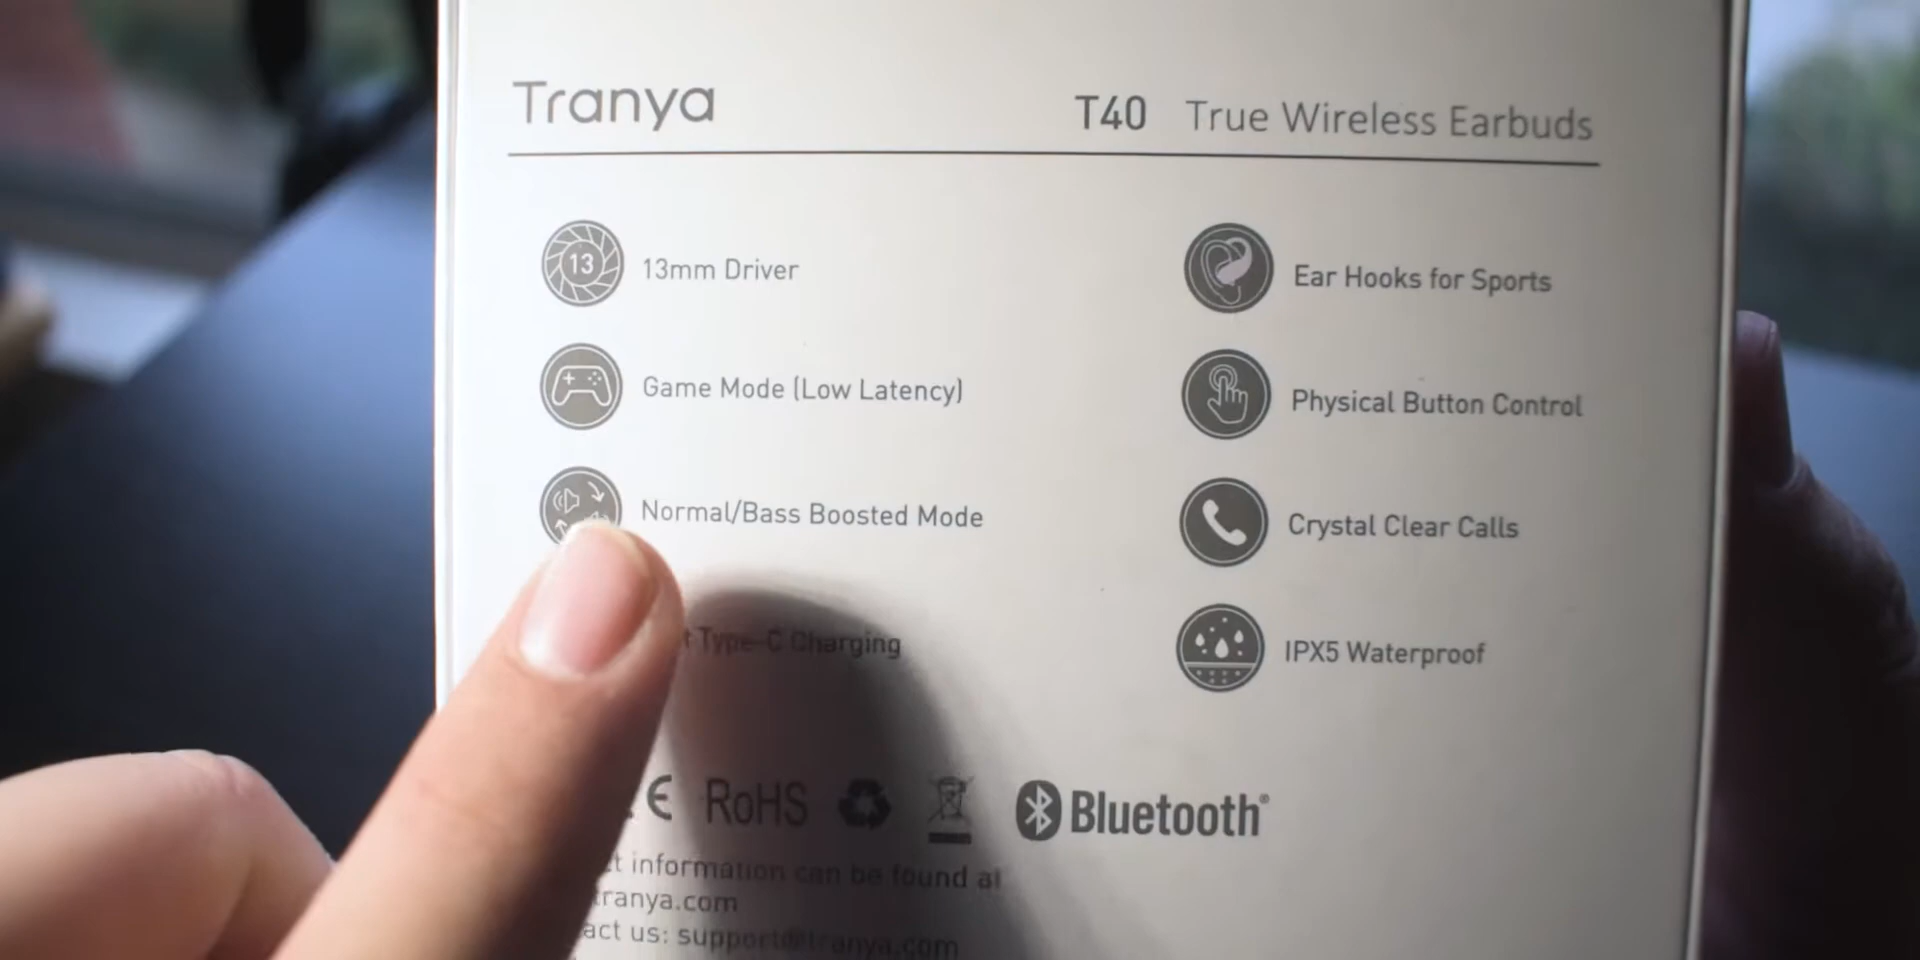 Tranya
T40 True Wireless Earbuds
13
13mm Driver
Game Mode (Low Latency)
Normal/Bass Boosted Mode
Type-C Charging
Ear Hooks for Sports
Physical Button Control
Crystal Clear Calls
IPX5 Waterproof
CE RoHS Bluetooth®
information can be found at
tranya.com
us: support@tranya.com